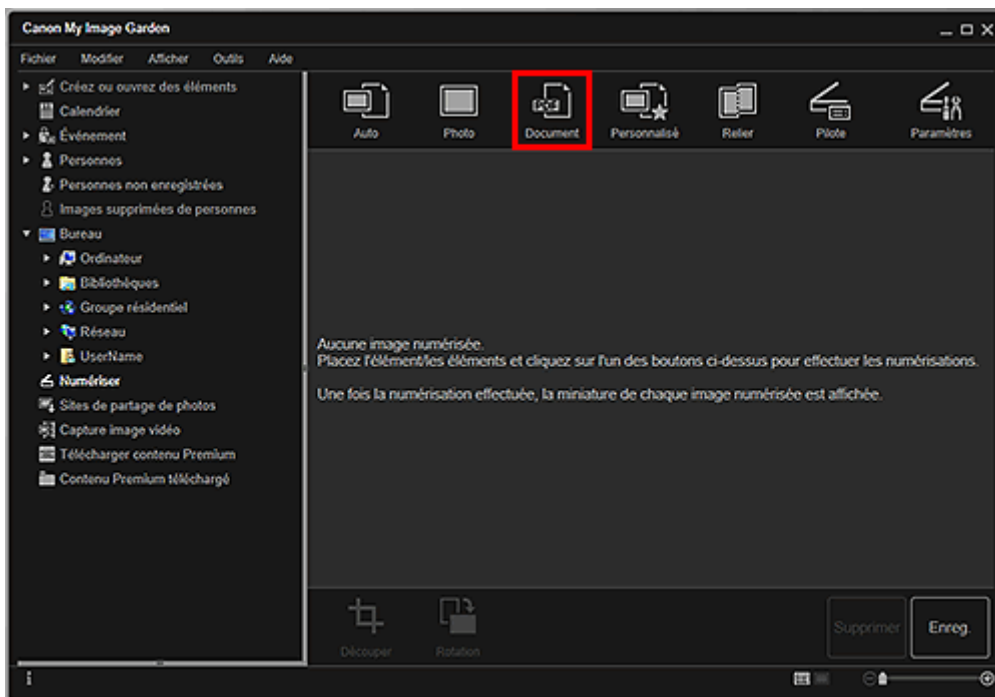 Canon My Image Garden
Fichier Modifier Afficher Outils Aide
Créez ou ouvrez des éléments
Calendrier
Événement
Personnes
Personnes non enregistrées
Images supprimées de personnes
Bureau
Ordinateur
Bibliothèques
Groupe résidentiel
Réseau
UserName
Numériser
Sites de partage de photos
Capture image vidéo
Télécharger contenu Premium
Contenu Premium téléchargé
Auto Photo Document Personnalisé Relier Pilote Paramètres
PDF
Aucune image numérisée.
Placez l'élément/les éléments et cliquez sur l'un des boutons ci-dessus pour effectuer les numérisations.
Une fois la numérisation effectuée, la miniature de chaque image numérisée est affichée.
Découper Rotation
Supprimer Enreg.